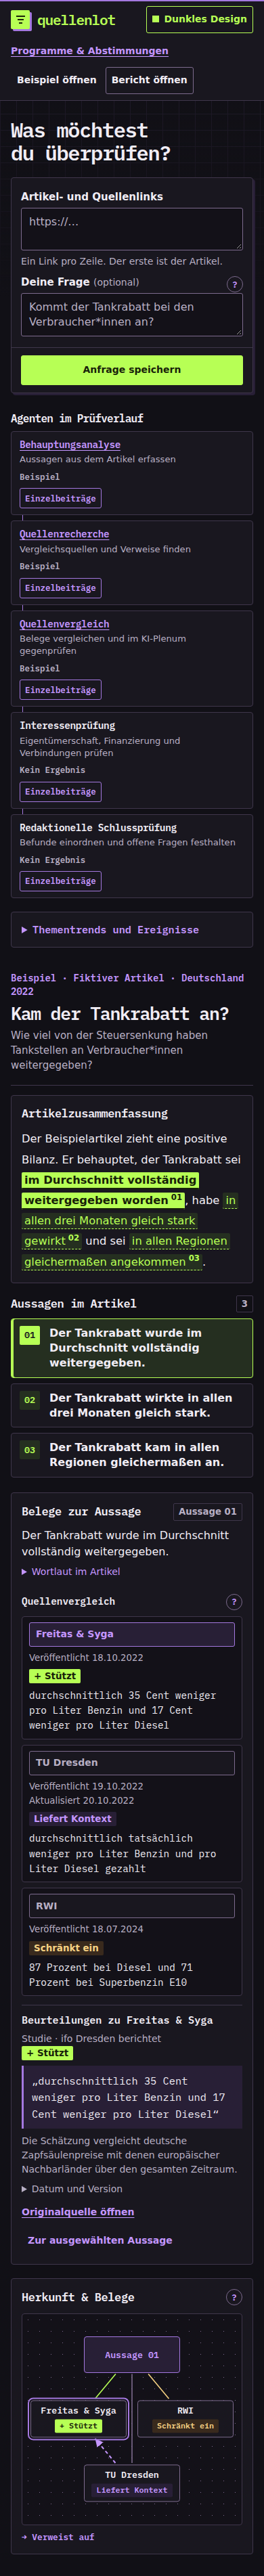 quellenlot
Dunkles Design
Programme & Abstimmungen
Beispiel öffnen
Bericht öffnen
Was möchtest
du überprüfen?
Artikel- und Quellenlinks
https://…
Ein Link pro Zeile. Der erste ist der Artikel.
Deine Frage (optional)
?
Kommt der Tankrabatt bei den
Verbraucher*innen an?
Anfrage speichern
Agenten im Prüfverlauf
Behauptungsanalyse
Aussagen aus dem Artikel erfassen
Beispiel
Einzelbeiträge
Quellenrecherche
Vergleichsquellen und Verweise finden
Beispiel
Einzelbeiträge
Quellenvergleich
Belege vergleichen und im KI-Plenum
gegenprüfen
Beispiel
Einzelbeiträge
Interessenprüfung
Eigentümerschaft, Finanzierung und
Verbindungen prüfen
Kein Ergebnis
Einzelbeiträge
Redaktionelle Schlussprüfung
Befunde einordnen und offene Fragen festhalten
Kein Ergebnis
Einzelbeiträge
▶ Thementrends und Ereignisse
Beispiel · Fiktiver Artikel · Deutschland
2022
Kam der Tankrabatt an?
Wie viel von der Steuersenkung haben
Tankstellen an Verbraucher*innen
weitergegeben?
Artikelzusammenfassung
Der Beispielartikel zieht eine positive
Bilanz. Er behauptet, der Tankrabatt sei
im Durchschnitt vollständig
weitergegeben worden 01, habe in
allen drei Monaten gleich stark
gewirkt 02 und sei in allen Regionen
gleichermaßen angekommen 03.
Aussagen im Artikel
3
01 Der Tankrabatt wurde im
Durchschnitt vollständig
weitergegeben.
02 Der Tankrabatt wirkte in allen
drei Monaten gleich stark.
03 Der Tankrabatt kam in allen
Regionen gleichermaßen an.
Belege zur Aussage
Aussage 01
Der Tankrabatt wurde im Durchschnitt
vollständig weitergegeben.
▶ Wortlaut im Artikel
Quellenvergleich
?
Freitas & Syga
Veröffentlicht 18.10.2022
+ Stützt
durchschnittlich 35 Cent weniger
pro Liter Benzin und 17 Cent
weniger pro Liter Diesel
TU Dresden
Veröffentlicht 19.10.2022
Aktualisiert 20.10.2022
Liefert Kontext
durchschnittlich tatsächlich
weniger pro Liter Benzin und pro
Liter Diesel gezahlt
RWI
Veröffentlicht 18.07.2024
Schränkt ein
87 Prozent bei Diesel und 71
Prozent bei Superbenzin E10
Beurteilungen zu Freitas & Syga
Studie · ifo Dresden berichtet
+ Stützt
„durchschnittlich 35 Cent
weniger pro Liter Benzin und 17
Cent weniger pro Liter Diesel“
Die Schätzung vergleicht deutsche
Zapfsäulenpreise mit denen europäischer
Nachbarländer über den gesamten Zeitraum.
▶ Datum und Version
Originalquelle öffnen
Zur ausgewählten Aussage
Herkunft & Belege
?
Aussage 01
Freitas & Syga
+ Stützt
RWI
Schränkt ein
TU Dresden
Liefert Kontext
→ Verweist auf